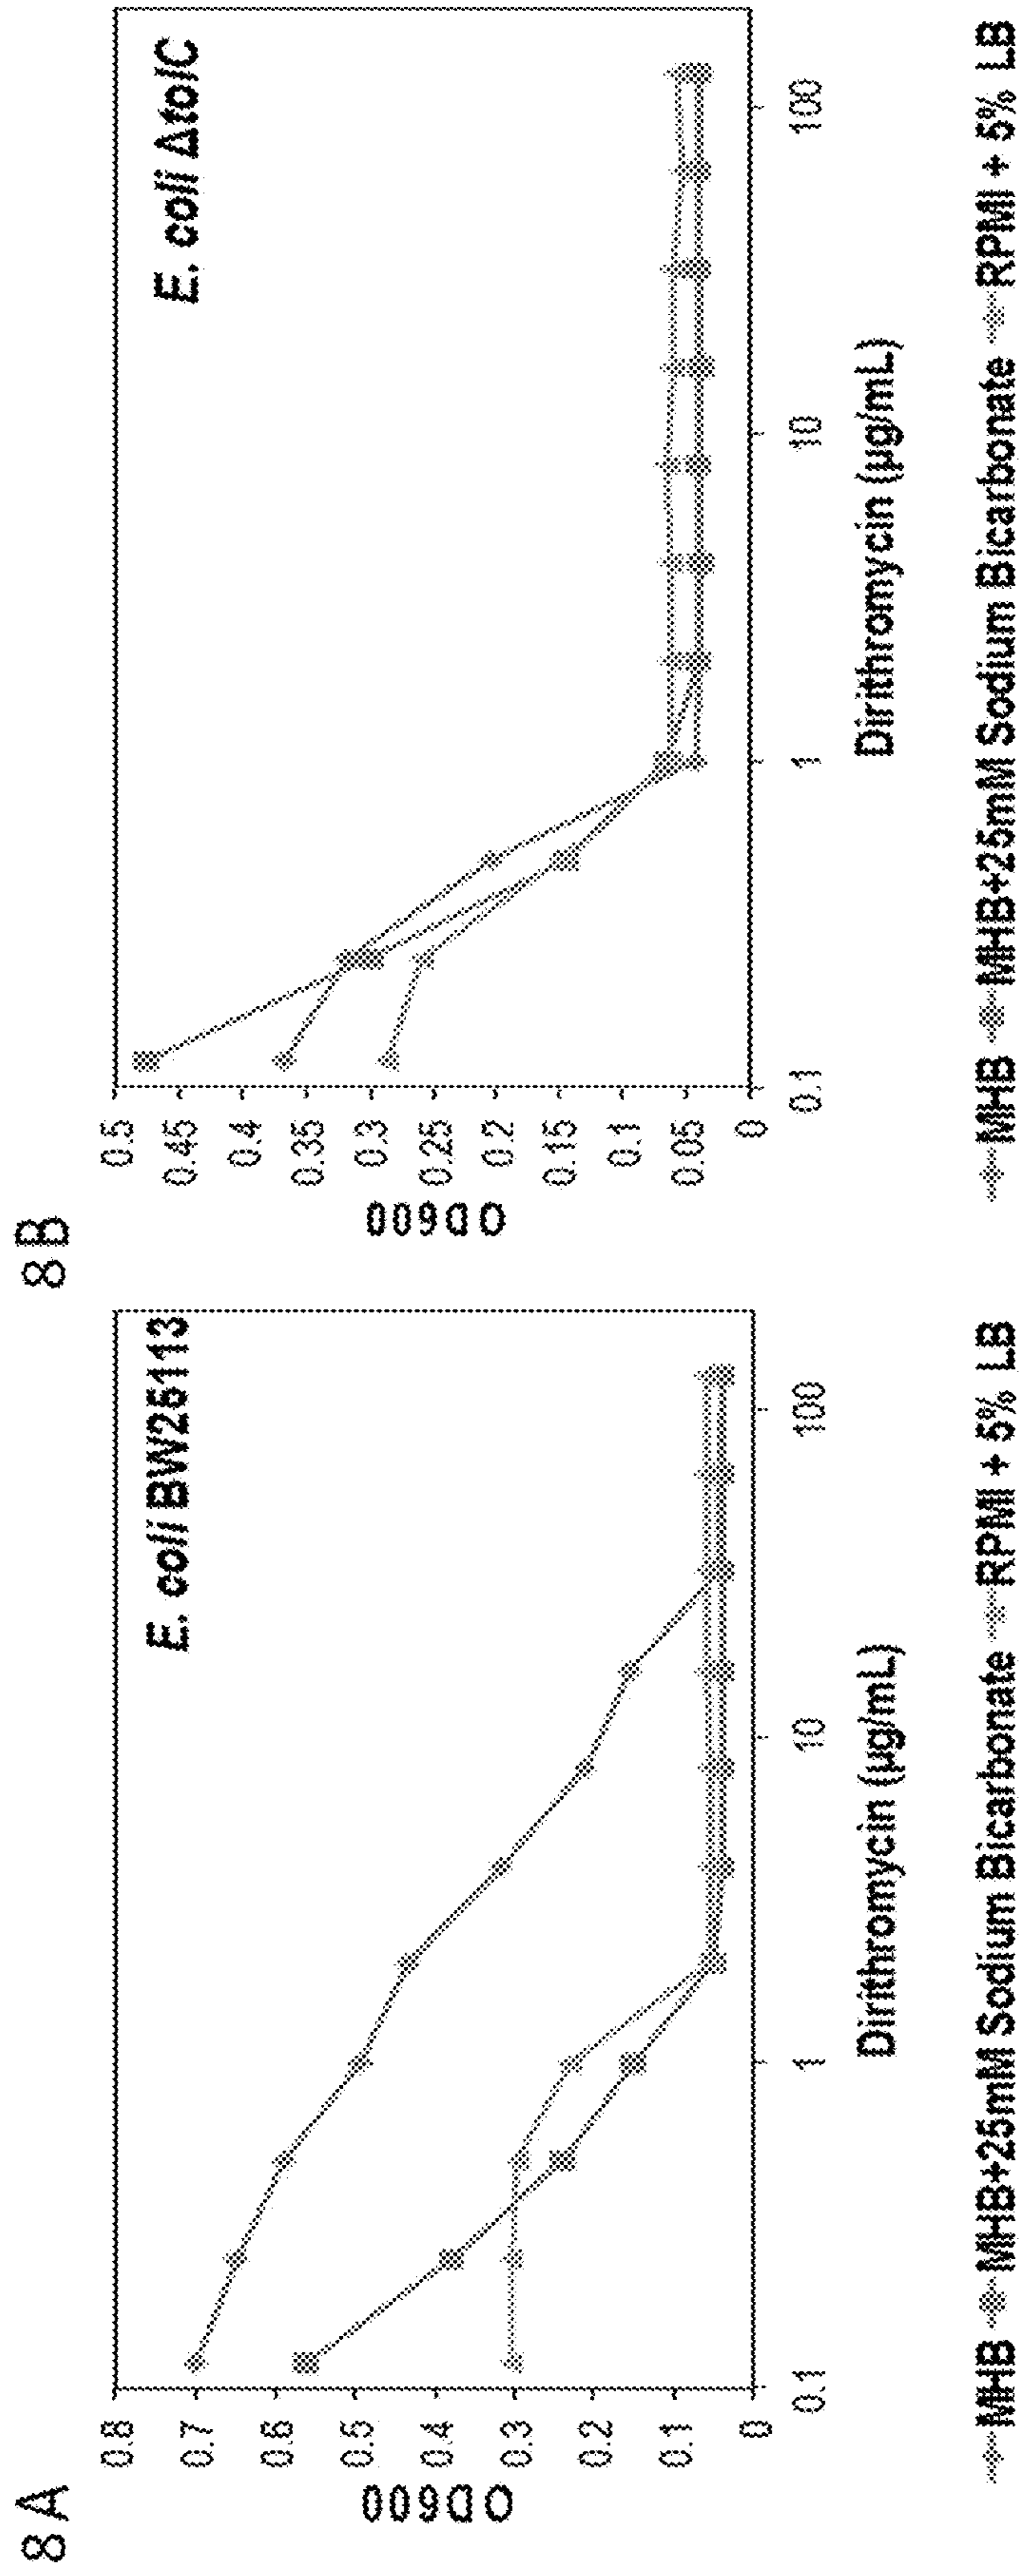 8A
E. coli BW25113
OD600
0.8
0.7
0.6
0.5
0.4
0.3
0.2
0.1
0
0.1
1
10
100
Dirithromycin (µg/mL)
MHB MHB+25mM Sodium Bicarbonate RPMI + 5% LB
8B
E. coli ΔtolC
OD600
0.5
0.45
0.4
0.35
0.3
0.25
0.2
0.15
0.1
0.05
0
0.1
1
10
100
Dirithromycin (µg/mL)
MHB MHB+25mM Sodium Bicarbonate RPMI + 5% LB